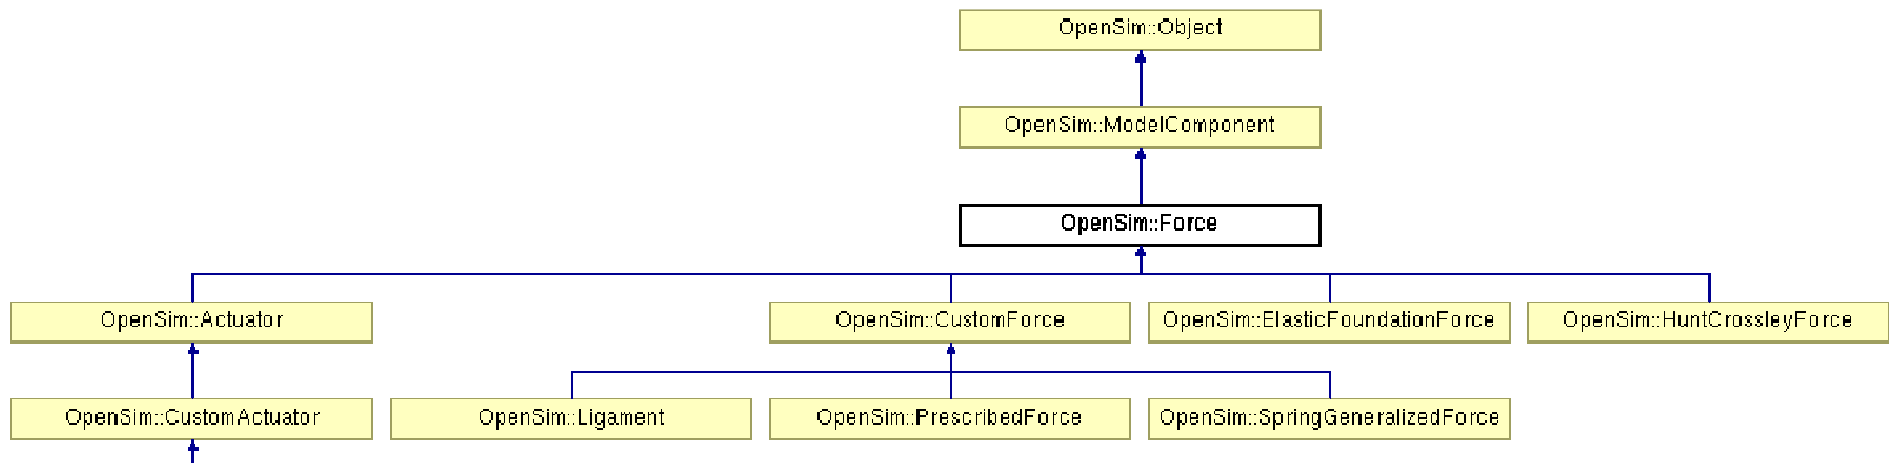 OpenSim::Object
OpenSim::ModelComponent
OpenSim::Force
OpenSim::Actuator
OpenSim::CustomForce
OpenSim::ElasticFoundationForce
OpenSim::HuntCrossleyForce
OpenSim::CustomActuator
OpenSim::Ligament
OpenSim::PrescribedForce
OpenSim::SpringGeneralizedForce